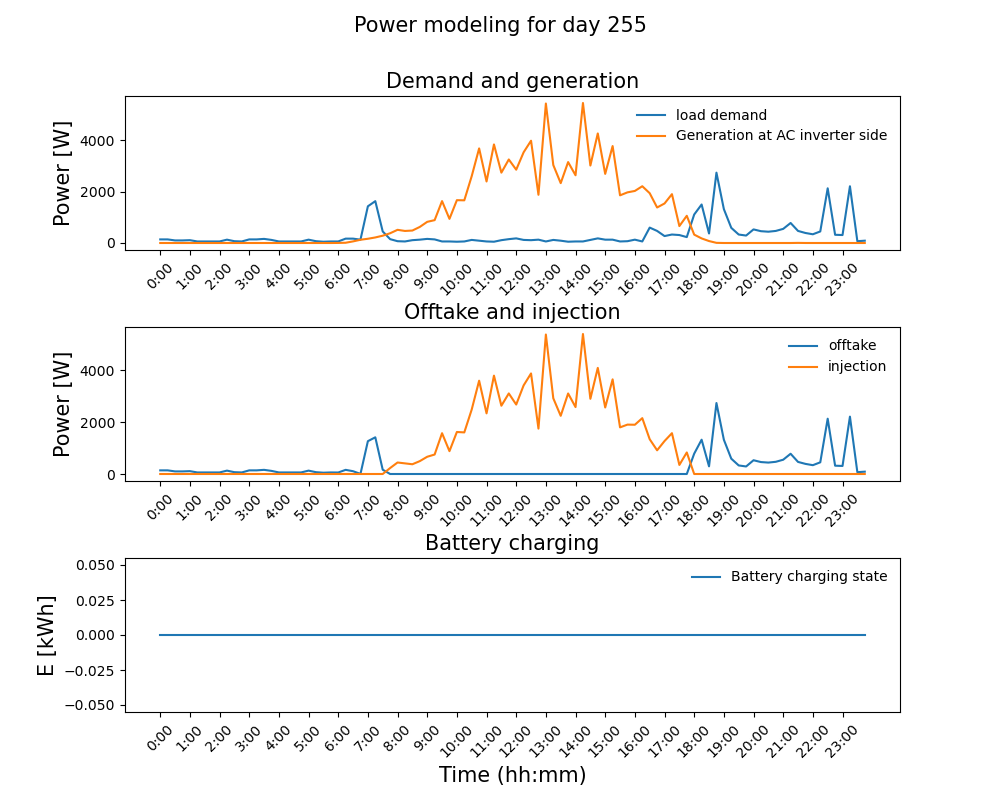 Power modeling for day 255
Demand and generation
Power [W]
4000
2000
0
load demand
Generation at AC inverter side
0:00 1:00 2:00 3:00 4:00 5:00 6:00 7:00 8:00 9:00 10:00 11:00 12:00 13:00 14:00 15:00 16:00 17:00 18:00 19:00 20:00 21:00 22:00 23:00
Offtake and injection
Power [W]
4000
2000
0
offtake
injection
0:00 1:00 2:00 3:00 4:00 5:00 6:00 7:00 8:00 9:00 10:00 11:00 12:00 13:00 14:00 15:00 16:00 17:00 18:00 19:00 20:00 21:00 22:00 23:00
Battery charging
E [kWh]
0.050
0.025
0.000
−0.025
−0.050
Battery charging state
0:00 1:00 2:00 3:00 4:00 5:00 6:00 7:00 8:00 9:00 10:00 11:00 12:00 13:00 14:00 15:00 16:00 17:00 18:00 19:00 20:00 21:00 22:00 23:00
Time (hh:mm)